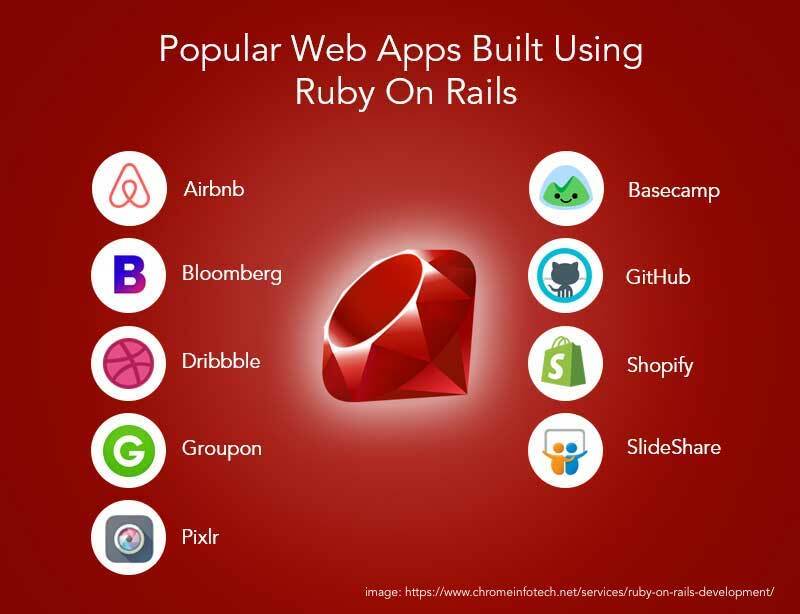 Popular Web Apps Built Using
Ruby On Rails
Airbnb
Bloomberg
B
Dribbble
Groupon
G
Pixlr
Basecamp
GitHub
Shopify
S
SlideShare
image: https://www.chromeinfotech.net/services/ruby-on-rails-development/